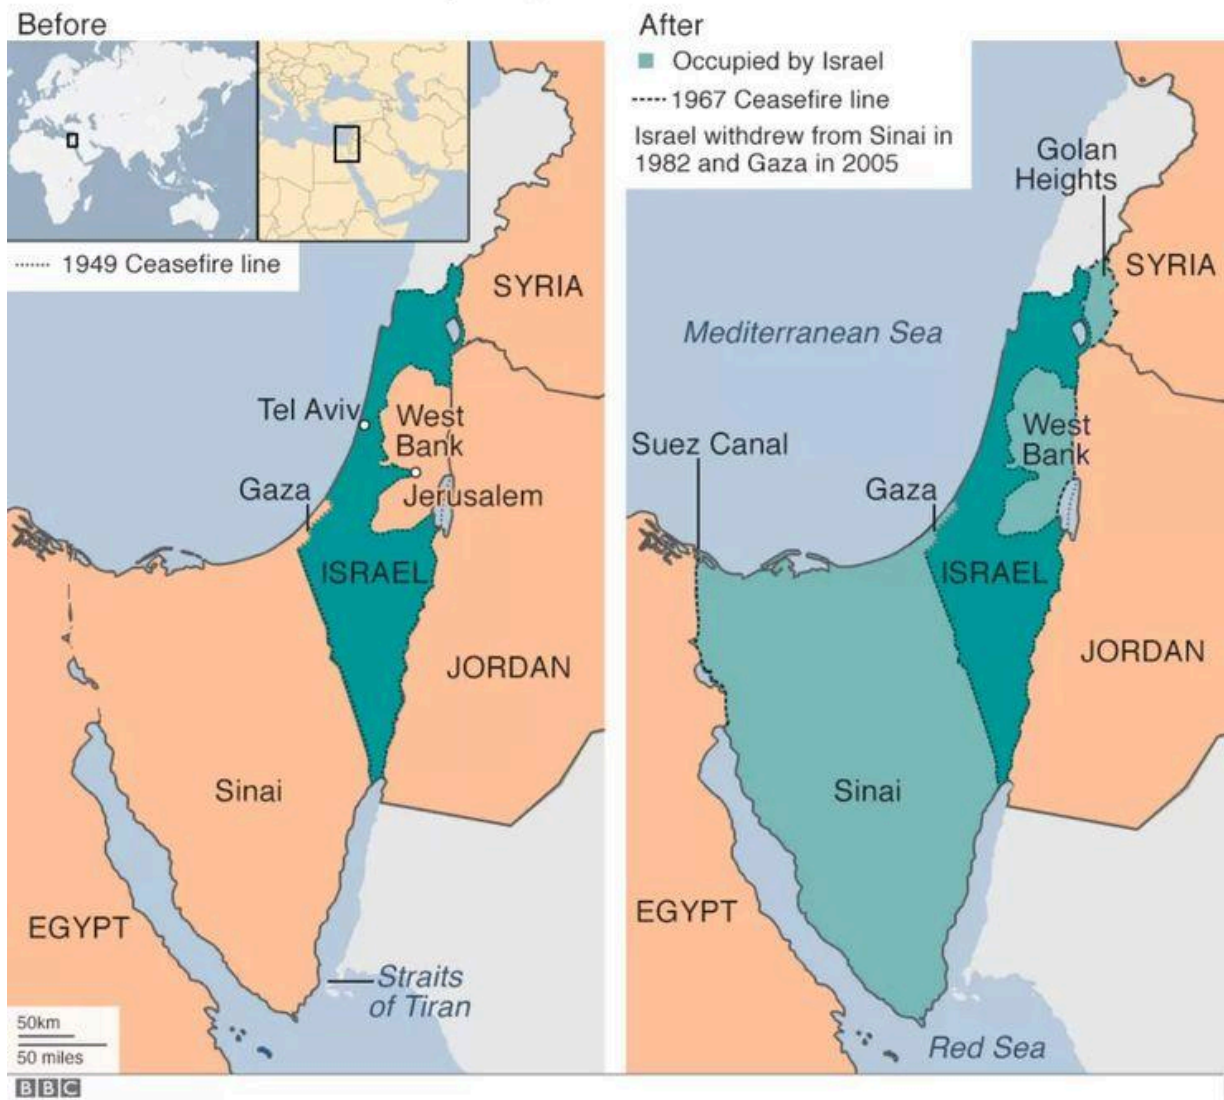 Before
1949 Ceasefire line
SYRIA
Tel Aviv
West
Bank
Gaza
Jerusalem
ISRAEL
JORDAN
Sinai
EGYPT
Straits
of Tiran
50km
50 miles
After
Occupied by Israel
1967 Ceasefire line
Israel withdrew from Sinai in
1982 and Gaza in 2005
Golan
Heights
SYRIA
Mediterranean Sea
West
Bank
Suez Canal
Gaza
ISRAEL
JORDAN
Sinai
EGYPT
Red Sea
BBC